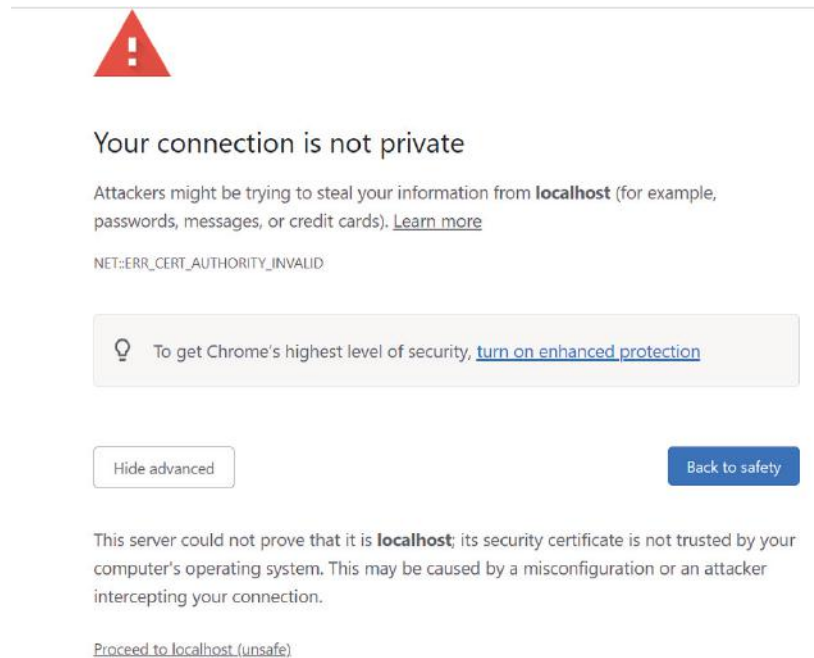 Your connection is not private
Attackers might be trying to steal your information from localhost (for example,
passwords, messages, or credit cards). Learn more
NET::ERR_CERT_AUTHORITY_INVALID
To get Chrome's highest level of security, turn on enhanced protection
Hide advanced
Back to safety
This server could not prove that it is localhost; its security certificate is not trusted by your
computer's operating system. This may be caused by a misconfiguration or an attacker
intercepting your connection.
Proceed to localhost (unsafe)